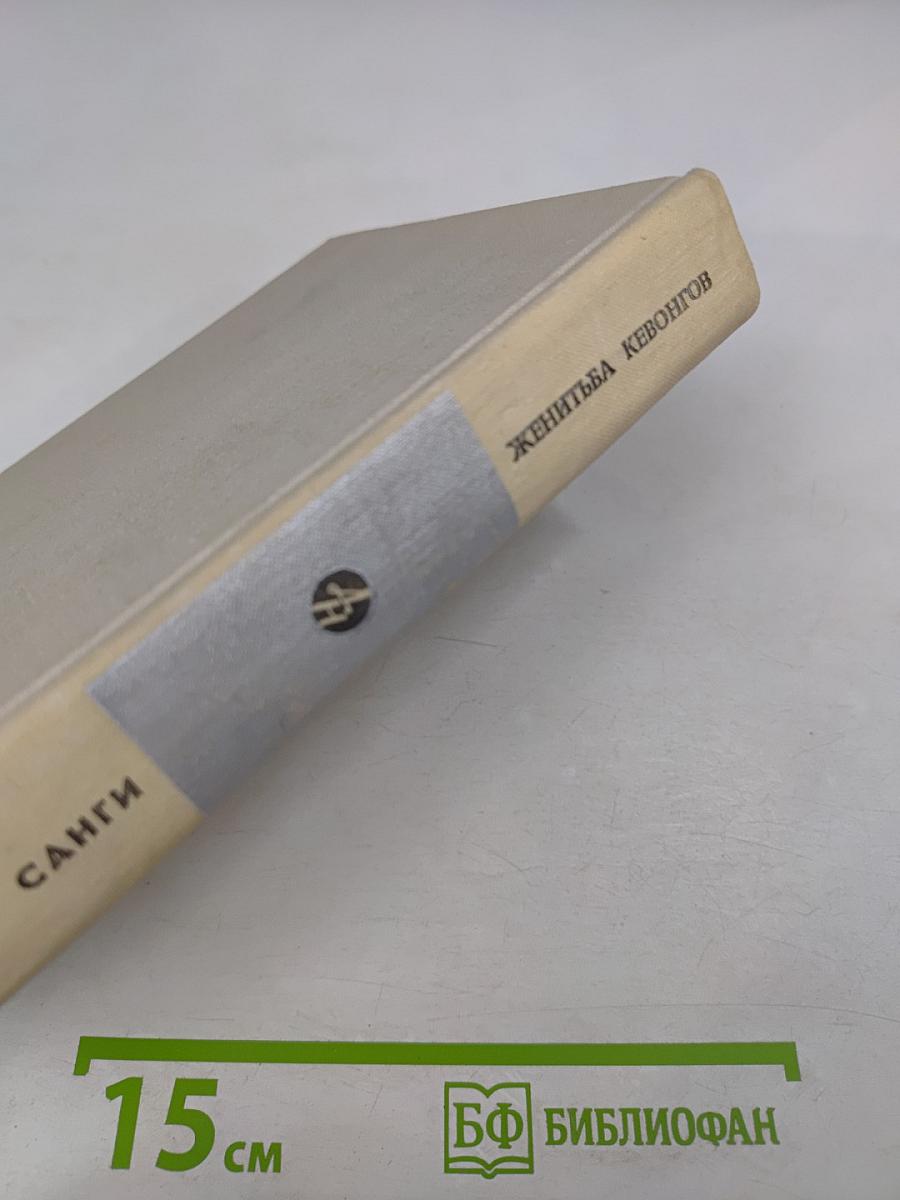 САНГИ
ЖЕНИТЬБА КЕВОНГОВ
15 см
БФ БИБЛИОФАН